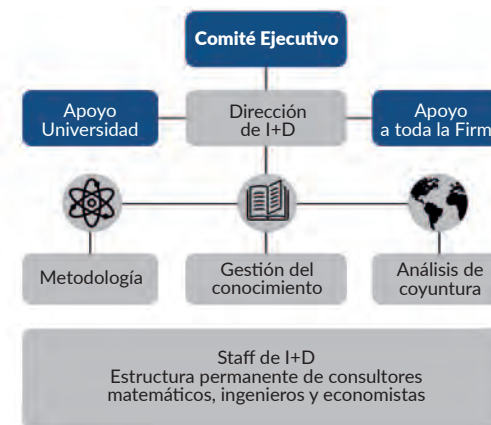 Comité Ejecutivo
Apoyo
Universidad
Dirección
de I+D
Apoyo
a toda la Firm
Metodología
Gestión del
conocimiento
Análisis de
coyuntura
Staff de I+D
Estructura permanente de consultores
matemáticos, ingenieros y economistas